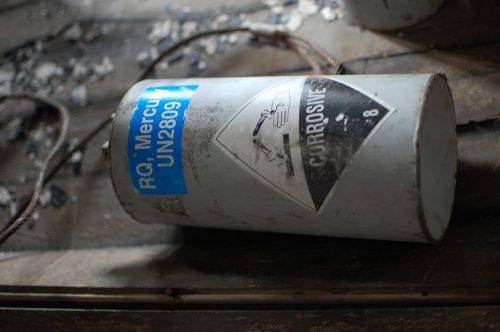 RQ, Mercury
UN2809
CORROSIVE
8